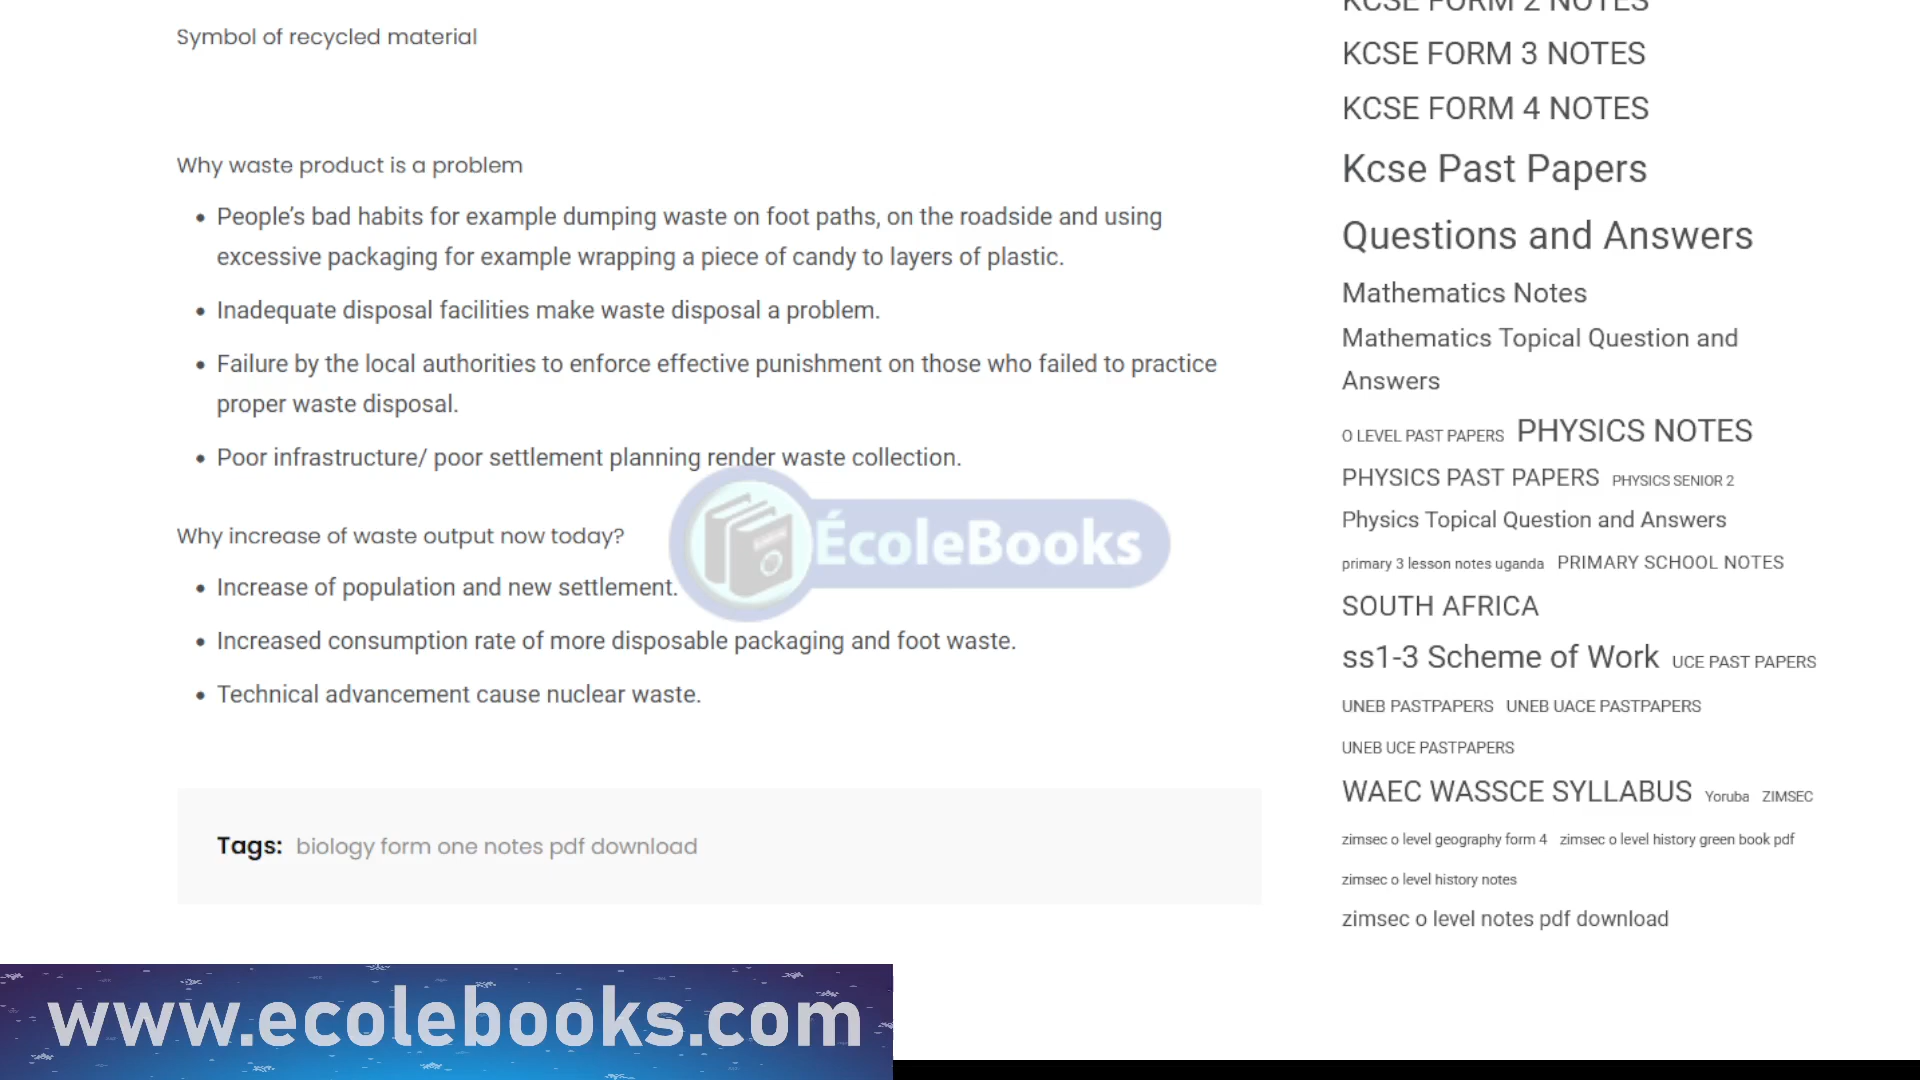 Symbol of recycled material
Why waste product is a problem
People’s bad habits for example dumping waste on foot paths, on the roadside and using
excessive packaging for example wrapping a piece of candy to layers of plastic.
Inadequate disposal facilities make waste disposal a problem.
Failure by the local authorities to enforce effective punishment on those who failed to practice
proper waste disposal.
Poor infrastructure/ poor settlement planning render waste collection.
Why increase of waste output now today?
Increase of population and new settlement.
Increased consumption rate of more disposable packaging and foot waste.
Technical advancement cause nuclear waste.
ÉcoleBooks
Tags: biology form one notes pdf download
www.ecolebooks.com
KCSE FORM 2 NOTES
KCSE FORM 3 NOTES
KCSE FORM 4 NOTES
Kcse Past Papers
Questions and Answers
Mathematics Notes
Mathematics Topical Question and
Answers
O LEVEL PAST PAPERS PHYSICS NOTES
PHYSICS PAST PAPERS PHYSICS SENIOR 2
Physics Topical Question and Answers
primary 3 lesson notes uganda PRIMARY SCHOOL NOTES
SOUTH AFRICA
ss1-3 Scheme of Work UCE PAST PAPERS
UNEB PASTPAPERS UNEB UACE PASTPAPERS
UNEB UCE PASTPAPERS
WAEC WASSCE SYLLABUS Yoruba ZIMSEC
zimsec o level geography form 4 zimsec o level history green book pdf
zimsec o level history notes
zimsec o level notes pdf download